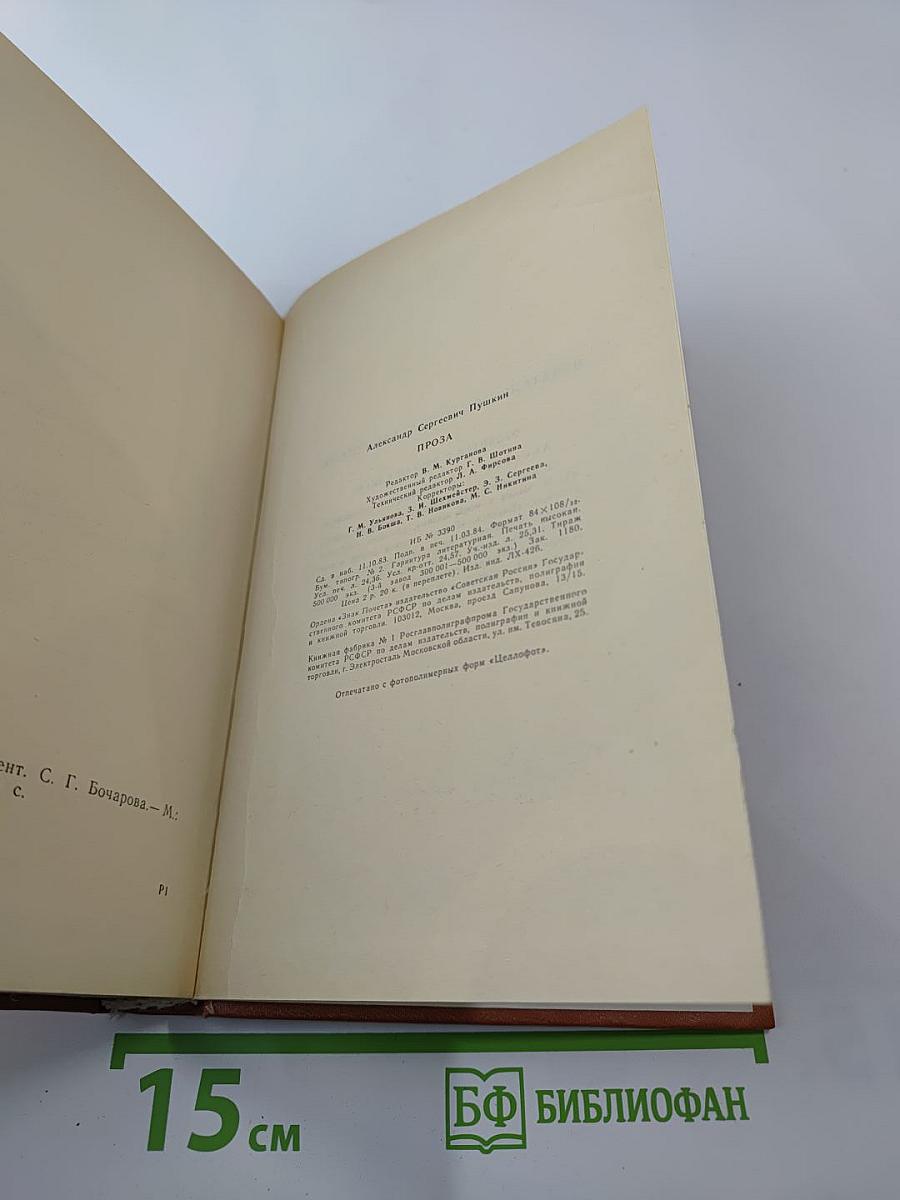 ент. С. Г. Бочарова.— М.:
с.
Р1
Александр Сергеевич Пушкин
ПРОЗА
Редактор В. М. Курганова
Художественный редактор Г. В. Шотина
Технический редактор Л. А. Фирсова
Корректоры:
Г. М. Ульянова, З. И. Шехмейстер, Э. З. Сергеева,
Н. В. Бокша, Т. В. Новикова, М. С. Никитина
ИБ № 3390
Сд. в наб. 11.10.83. Подп. в печ. 11.03.84. Формат 84×108/32.
Бум. типогр. № 2. Гарнитура литературная. Печать высокая.
Усл. печ. л. 24,36. Усл. кр-отт. 24,57. Уч.-изд. л. 25,31. Тираж
500 000 экз. (3-й завод 300 001—500 000 экз.) Зак. 1180.
Цена 2 р. 20 к. (в переплете). Изд. инд. ЛХ-426.
Ордена «Знак Почета» издательство «Советская Россия» Государ-
ственного комитета РСФСР по делам издательств, полиграфии
и книжной торговли. 103012, Москва, проезд Сапунова, 13/15.
Книжная фабрика № 1 Росглавполиграфпрома Государственного
комитета РСФСР по делам издательств, полиграфии и книжной
торговли, г. Электросталь Московской области, ул. им. Тевосяна, 25.
Отпечатано с фотополимерных форм «Целлофот».
15 см
БФ БИБЛИОФАН